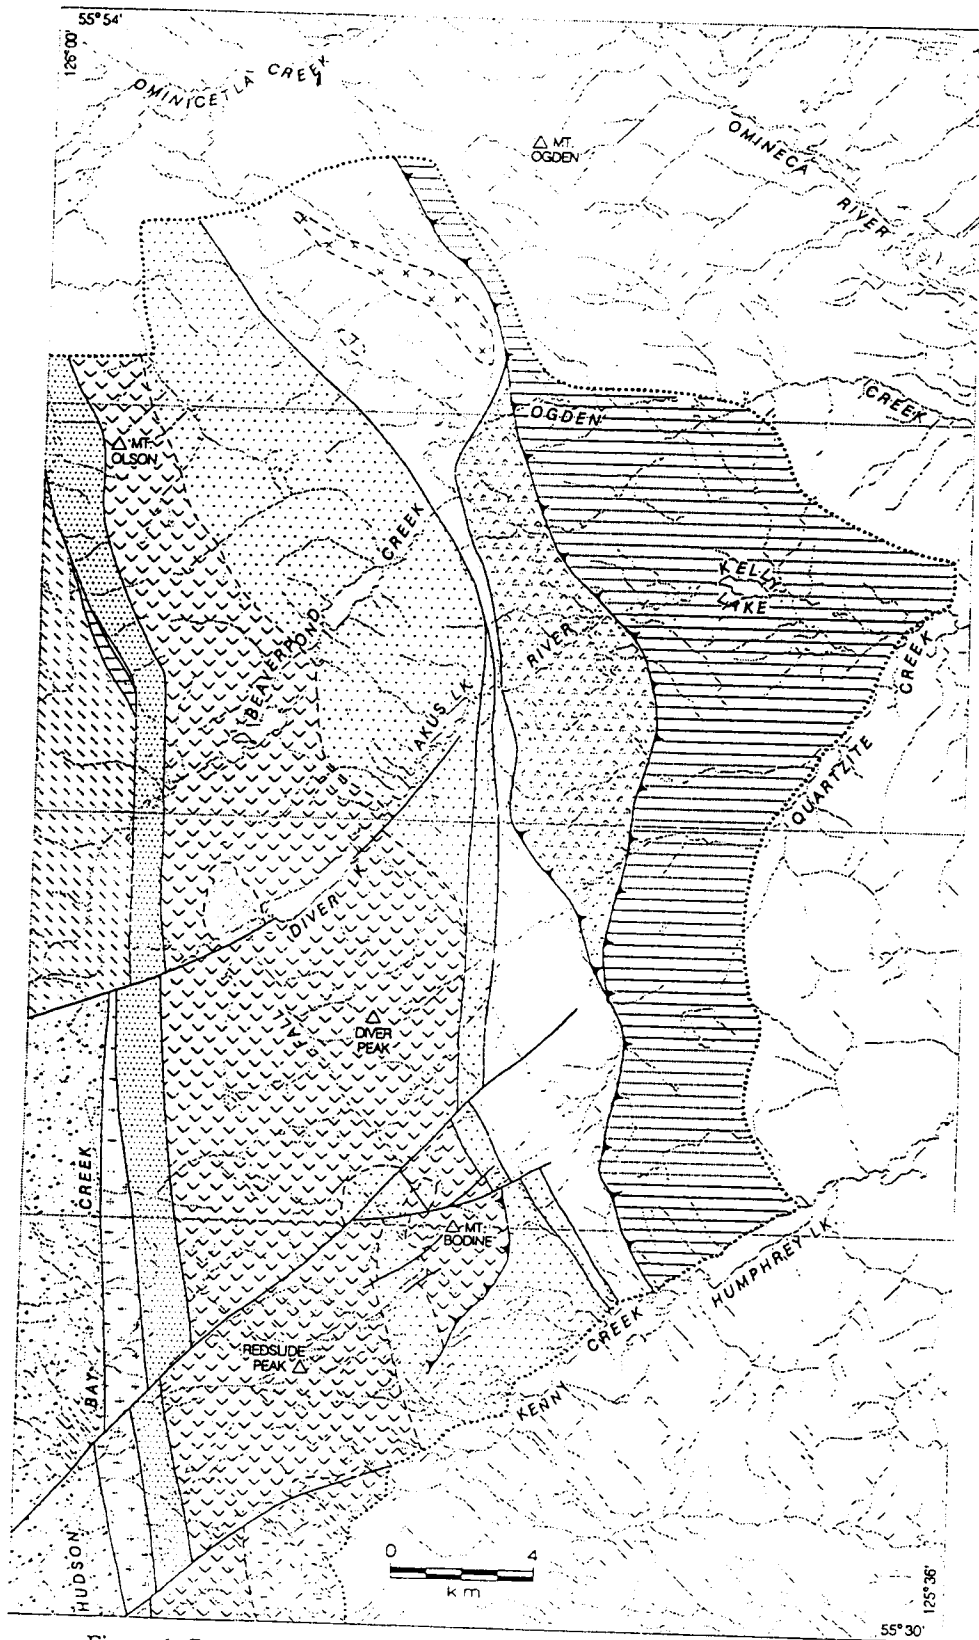 55°54'
126°00'
OMINICETLA CREEK
MT.
OGDEN
OMINECA
RIVER
CREEK
OGDEN
MT.
OLSON
KELLY
LAKE
BEAVERPOND CREEK
RIVER
CREEK
AKUS LK
QUARTZITE
DIVER LK
DIVER
PEAK
CREEK
MT.
BODINE
HUMPHREY LK
CREEK
REDSLIDE
PEAK
BAY
KENNY
HUDSON
0 4
km
125°36'
55°30'